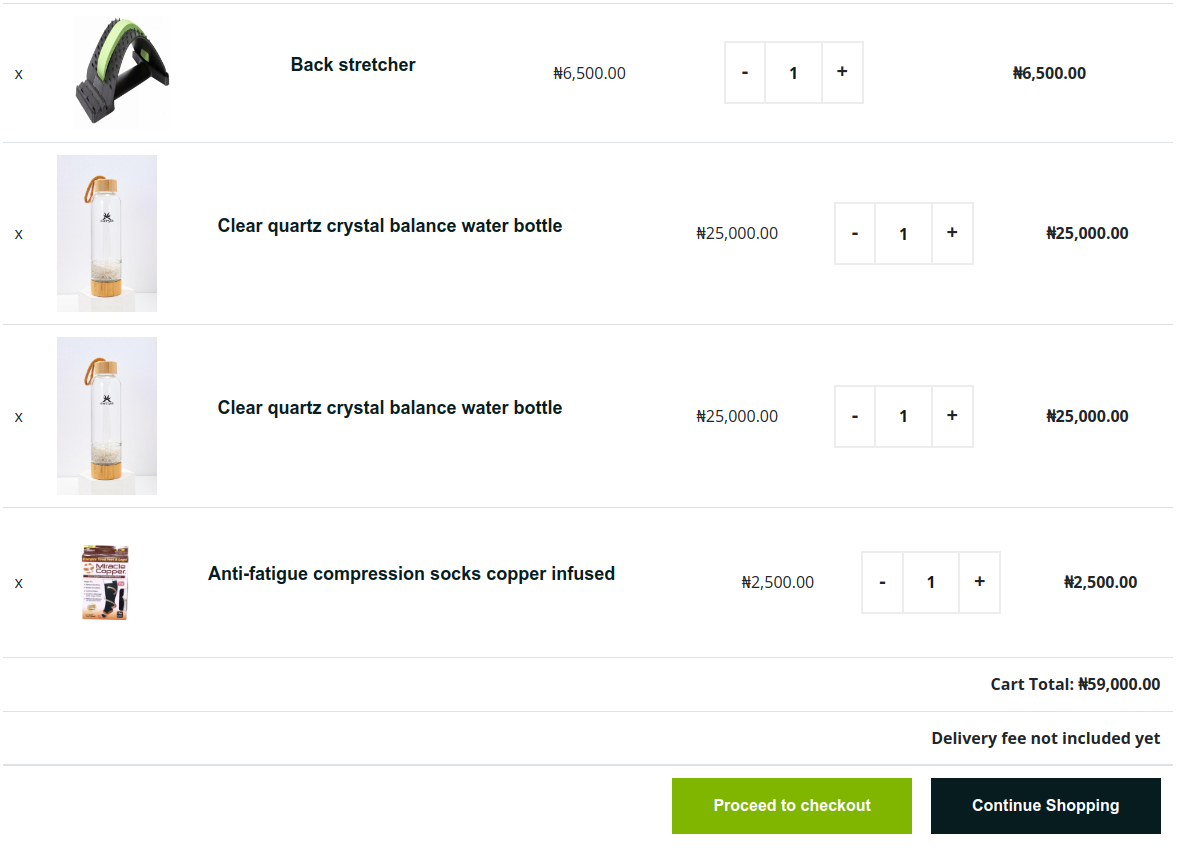 x Back stretcher ₦6,500.00 - 1 + ₦6,500.00
x Clear quartz crystal balance water bottle ₦25,000.00 - 1 + ₦25,000.00
x Clear quartz crystal balance water bottle ₦25,000.00 - 1 + ₦25,000.00
Miracle
Copper
x Anti-fatigue compression socks copper infused ₦2,500.00 - 1 + ₦2,500.00
Cart Total: ₦59,000.00
Delivery fee not included yet
Proceed to checkout Continue Shopping